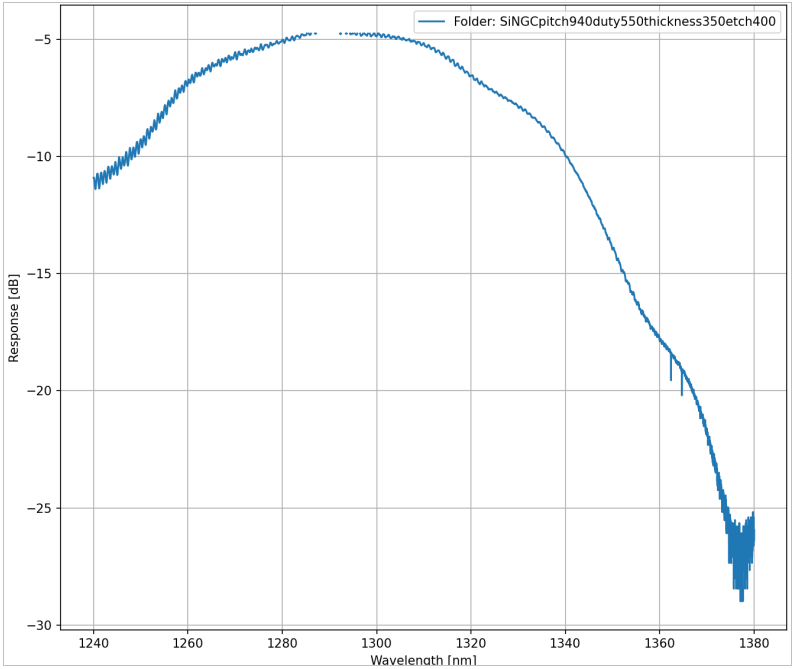 Folder: SiNGCpitch940duty550thickness350etch400
−5
−10
−15
−20
−25
−30
Response [dB]
1240 1260 1280 1300 1320 1340 1360 1380
Wavelength [nm]